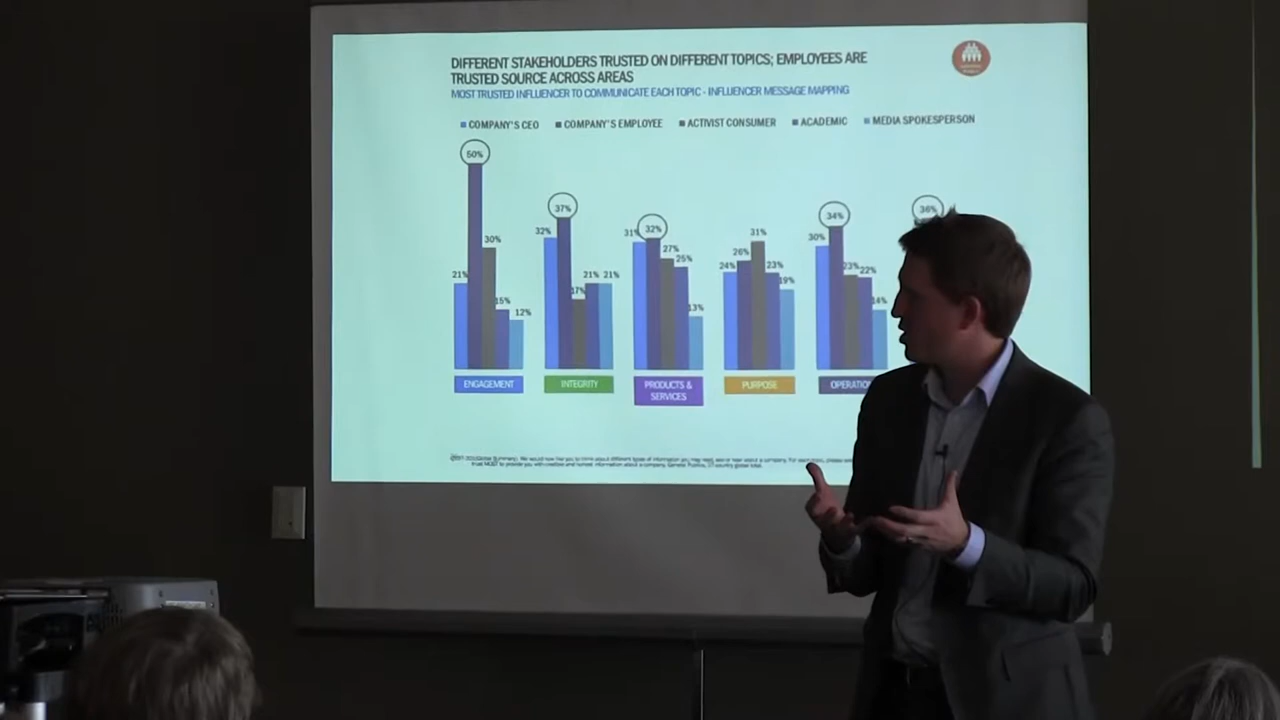 DIFFERENT STAKEHOLDERS TRUSTED ON DIFFERENT TOPICS; EMPLOYEES ARE
TRUSTED SOURCE ACROSS AREAS
MOST TRUSTED INFLUENCER TO COMMUNICATE EACH TOPIC - INFLUENCER MESSAGE MAPPING
COMPANY'S CEO COMPANY'S EMPLOYEE ACTIVIST CONSUMER ACADEMIC MEDIA SPOKESPERSON
21% 50% 30% 15% 12%
32% 37% 17% 21% 21%
31% 32% 27% 25% 13%
24% 26% 31% 23% 19%
30% 34% 23% 22% 14%
36%
ENGAGEMENT
INTEGRITY
PRODUCTS &
SERVICES
PURPOSE
OPERATIO